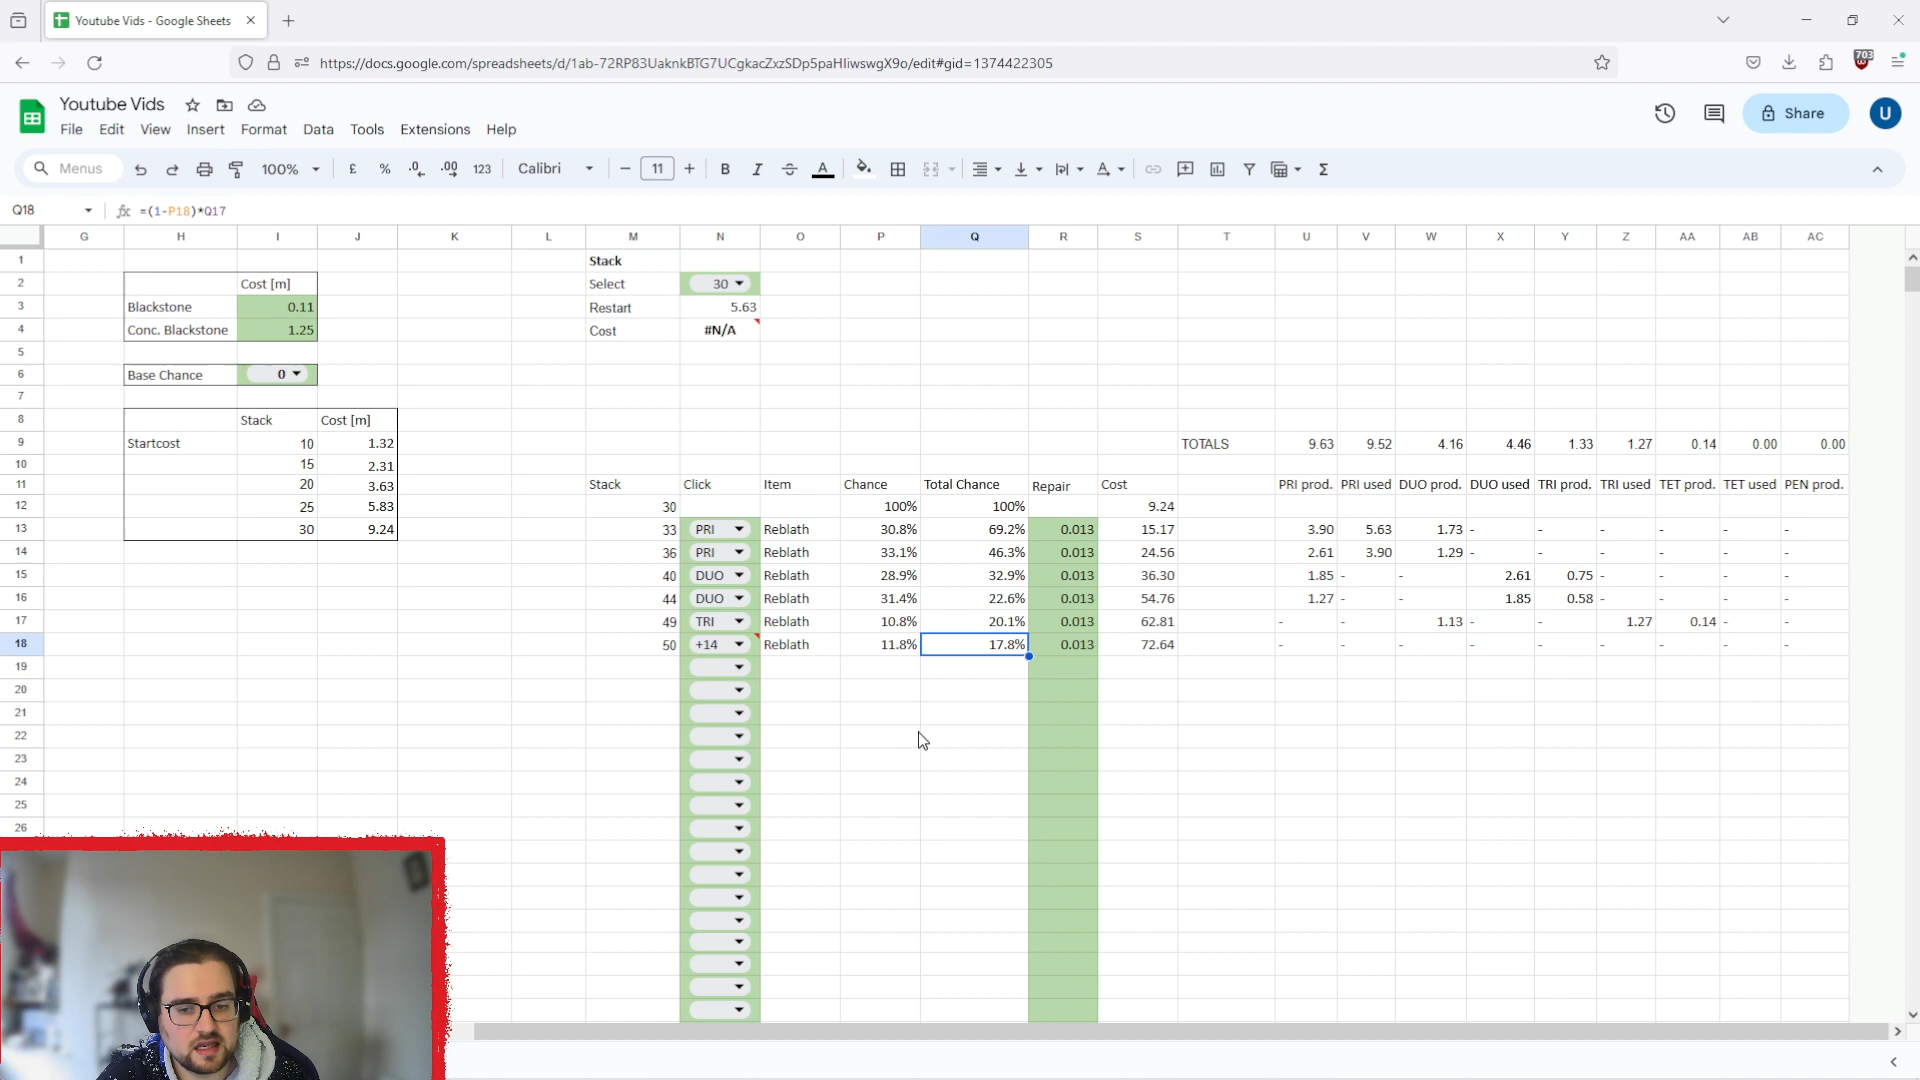 Youtube Vids - Google Sheets
https://docs.google.com/spreadsheets/d/1ab-72RP83UaknkBTG7UCgkacZxzSDp5paHIiwswgX9o/edit#gid=1374422305
703
Youtube Vids
File Edit View Insert Format Data Tools Extensions Help
Share U
Menus 100% £ % .0 .00 123 Calibri 11 B I A Σ
Q18 fx =(1-P18)*Q17
G H I J K L M N O P Q R S T U V W X Y Z AA AB AC
1 Stack
2 Cost [m] Select 30
3 Blackstone 0.11 Restart 5.63
4 Conc. Blackstone 1.25 Cost #N/A
5
6 Base Chance 0
7
8 Stack Cost [m]
9 Startcost 10 1.32 TOTALS 9.63 9.52 4.16 4.46 1.33 1.27 0.14 0.00 0.00
10 15 2.31
11 20 3.63 Stack Click Item Chance Total Chance Repair Cost PRI prod. PRI used DUO prod. DUO used TRI prod. TRI used TET prod. TET used PEN prod.
12 25 5.83 30 100% 100% 9.24
13 30 9.24 33 PRI Reblath 30.8% 69.2% 0.013 15.17 3.90 5.63 1.73 - - - - - -
14 36 PRI Reblath 33.1% 46.3% 0.013 24.56 2.61 3.90 1.29 - - - - - -
15 40 DUO Reblath 28.9% 32.9% 0.013 36.30 1.85 - - 2.61 0.75 - - - -
16 44 DUO Reblath 31.4% 22.6% 0.013 54.76 1.27 - - 1.85 0.58 - - - -
17 49 TRI Reblath 10.8% 20.1% 0.013 62.81 - - 1.13 - - 1.27 0.14 - -
18 50 +14 Reblath 11.8% 17.8% 0.013 72.64 - - - - - - - - -
19
20
21
22
23
24
25
26